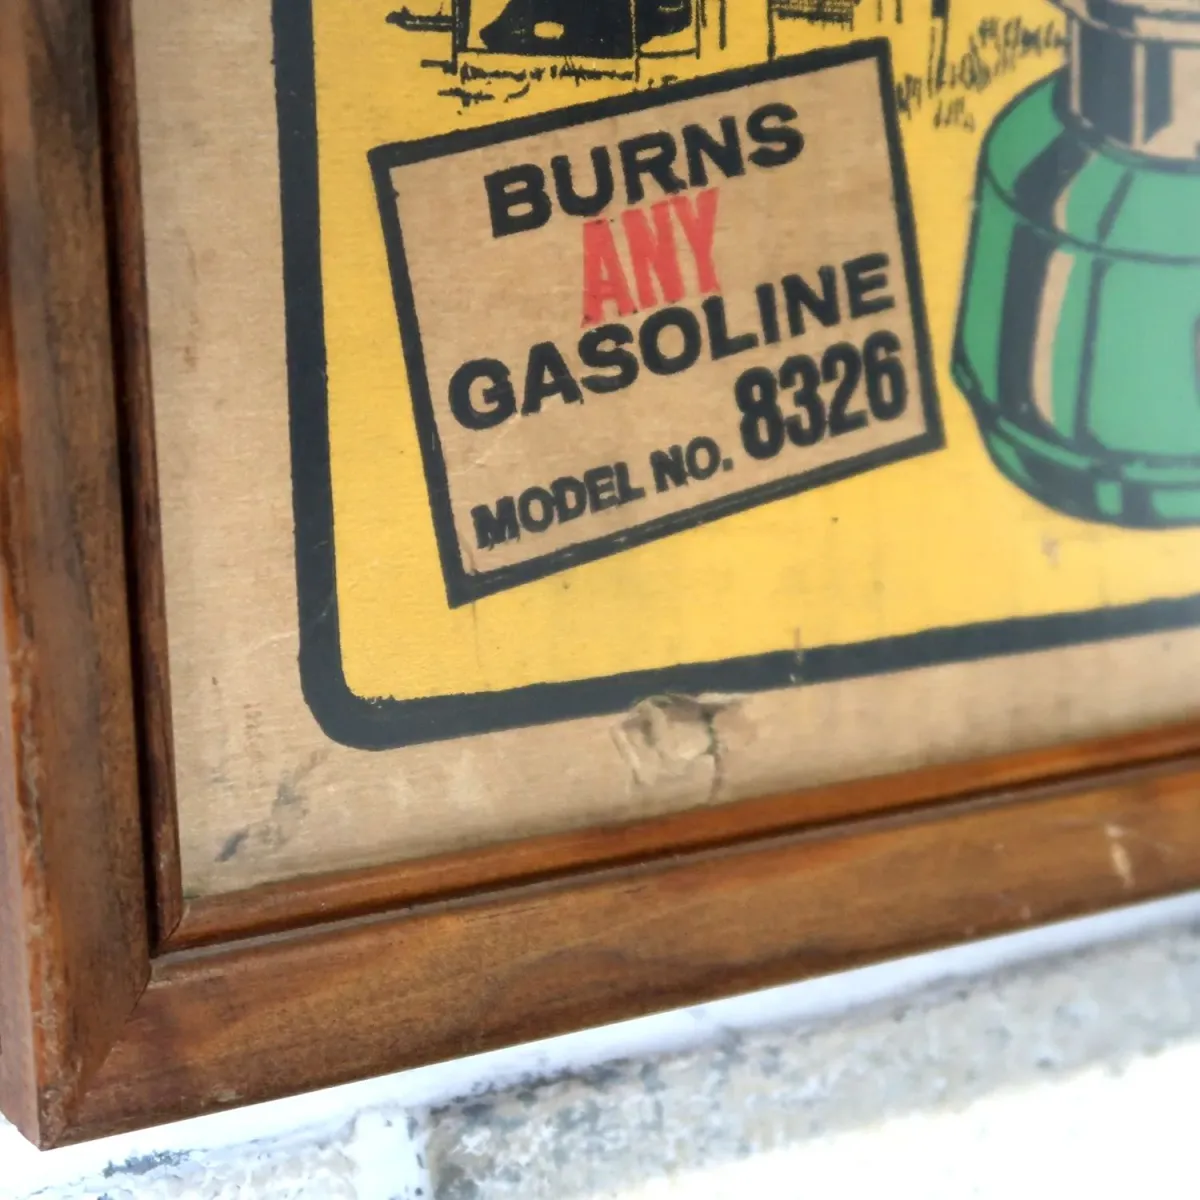 BURNS
ANY
GASOLINE
MODEL NO. 8326